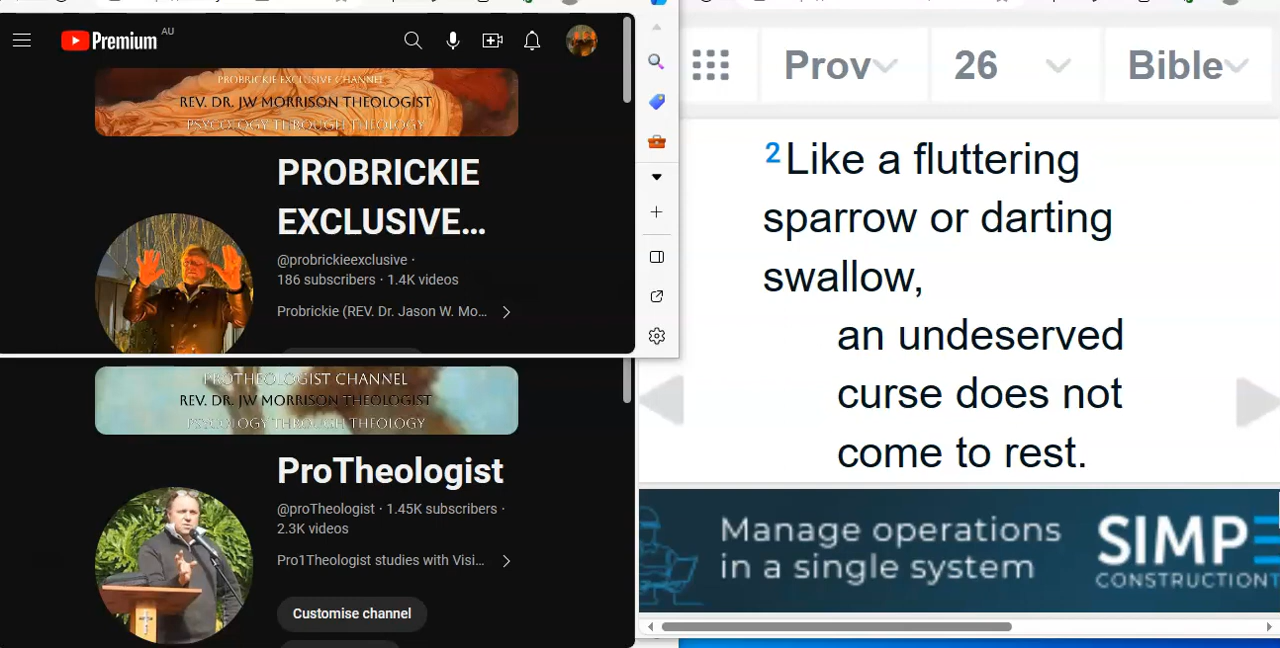 Premium AU
PROBRICKIE EXCLUSIVE CHANNEL
REV. DR. JW MORRISON THEOLOGIST
PSYCOLOGY THROUGH THEOLOGY
PROBRICKIE
EXCLUSIVE...
@probrickieexclusive ·
186 subscribers · 1.4K videos
Probrickie (REV. Dr. Jason W. Mo...
PROTHEOLOGIST CHANNEL
REV. DR. JW MORRISON THEOLOGIST
PSYCOLOGY THROUGH THEOLOGY
ProTheologist
@proTheologist · 1.45K subscribers ·
2.3K videos
Pro1Theologist studies with Visi...
Customise channel
Prov 26 Bible
2 Like a fluttering
sparrow or darting
swallow,
an undeserved
curse does not
come to rest.
Manage operations
in a single system
SIMP
CONSTRUCTION